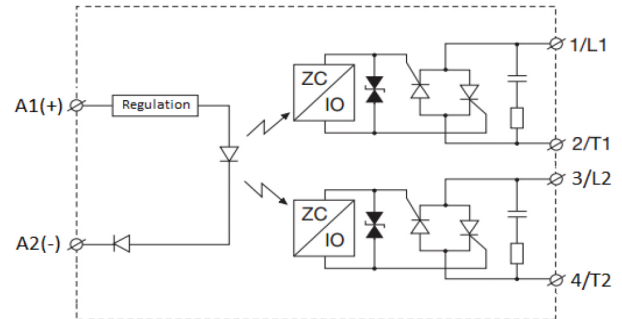 1/L1
ZC
IO
A1(+)
Regulation
2/T1
3/L2
ZC
IO
A2(-)
4/T2